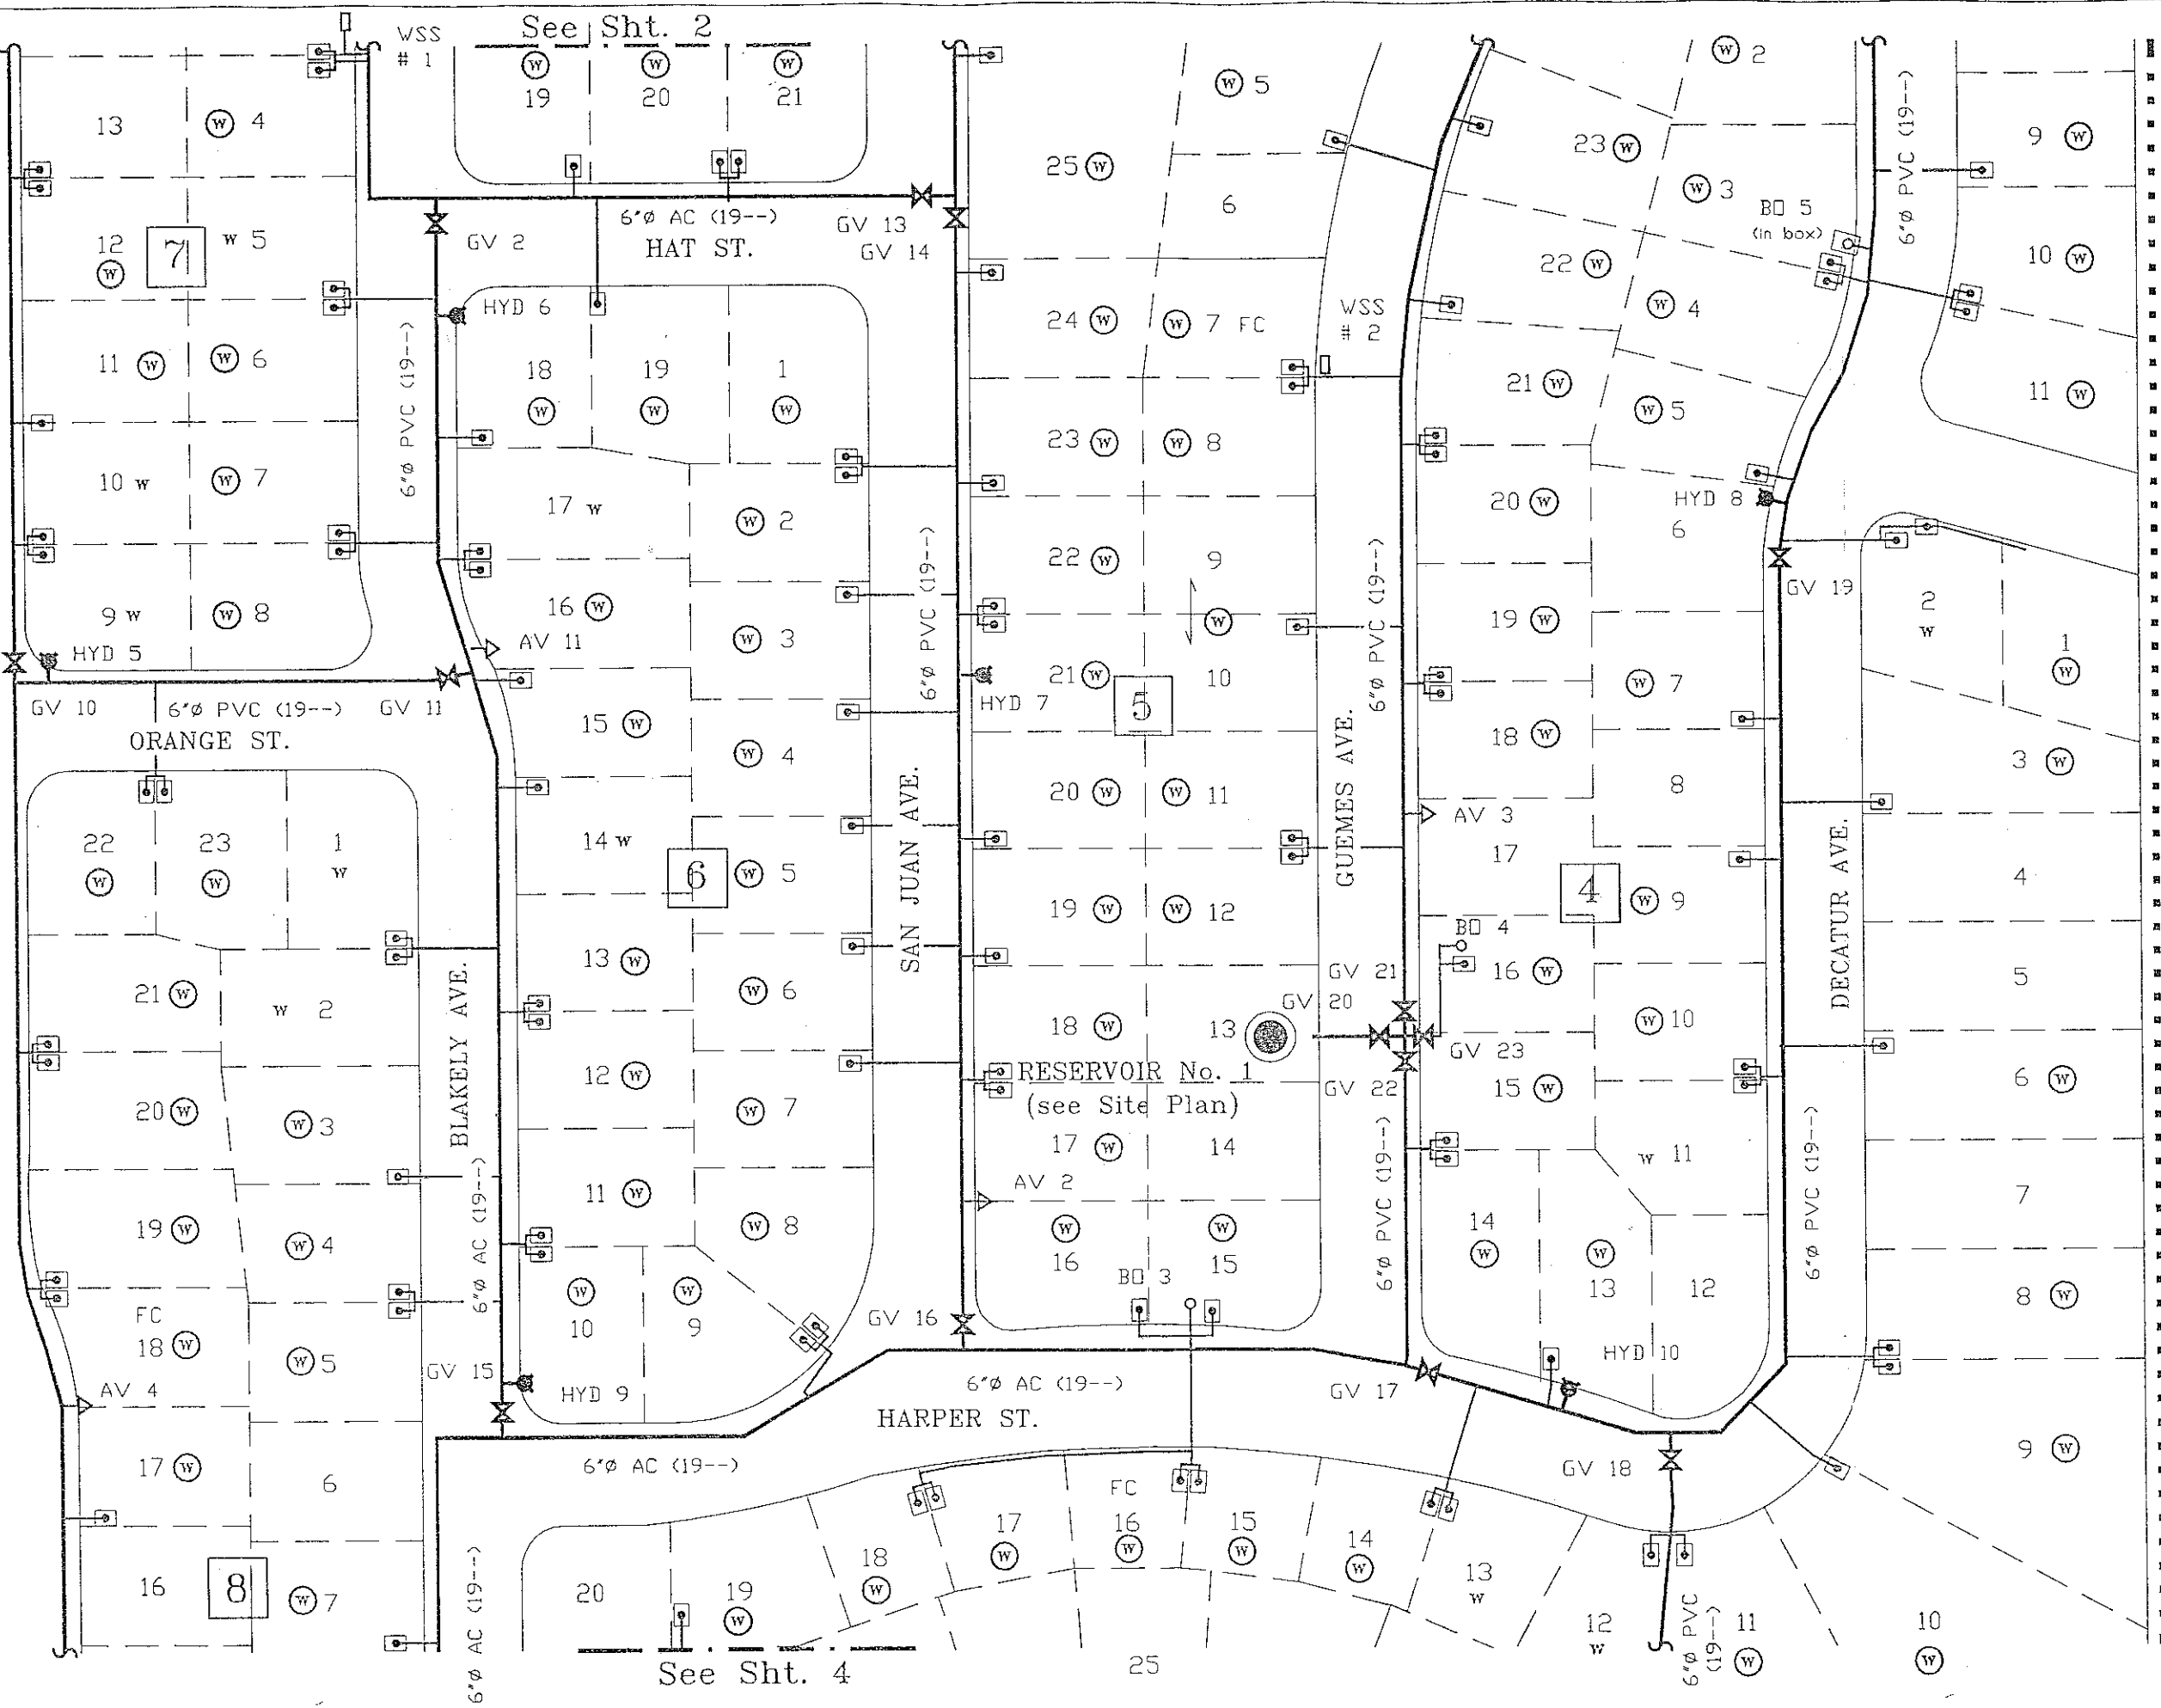 See Sht. 2
WSS
# 1
19
20
21
W
W
W
W 5
W 2
13
W 4
25 W
23 W
W 3
9 W
6"ø PVC (19--)
6"ø AC (19--)
HAT ST.
GV 13
GV 14
GV 2
6
BO 5
(in box)
12
W
7
w 5
22 W
W 4
10 W
HYD 6
24 W
W 7 FC
WSS
# 2
11 W
W 6
6"ø PVC (19--)
18
W
19
W
1
W
21 W
W 5
11 W
23 W
W 8
10 w
W 7
17 w
W 2
20 W
HYD 8
6
22 W
9
W
6"ø PVC (19--)
6"ø PVC (19--)
GV 19
9 w
W 8
16 W
W 3
19 W
2
w
1
W
HYD 5
AV 11
21 W
10
HYD 7
5
W 7
GV 10
6"ø PVC (19--)
GV 11
ORANGE ST.
15 W
W 4
18 W
3 W
20 W
W 11
8
AV 3
22
W
23
W
1
w
14 w
6
W 5
SAN JUAN AVE.
GUEMES AVE.
17
4
W 9
DECATUR AVE.
4
19 W
W 12
BO 4
13 W
GV 21
16 W
5
21 W
w 2
W 6
GV 20
18 W
13
W 10
GV 23
RESERVOIR No. 1
(see Site Plan)
GV 22
15 W
12 W
W 7
6 W
20 W
W 3
BLAKELY AVE.
17 W
14
w 11
AV 2
11 W
6"ø AC (19--)
6"ø PVC (19--)
6"ø PVC (19--)
7
19 W
W 4
W 8
W
16
W
15
14
W
W
13
12
BO 3
W
10
W
9
8 W
FC
18 W
W 5
GV 16
GV 15
HYD 9
HYD 10
AV 4
6"ø AC (19--)
GV 17
HARPER ST.
17 W
6
6"ø AC (19--)
GV 18
9 W
FC
17
W
16
W
15
W
14
W
18
W
13
w
16
8
W 7
20
19
W
12
w
11
W
10
W
6"ø AC (19--)
6"ø PVC
(19--)
See Sht. 4
25